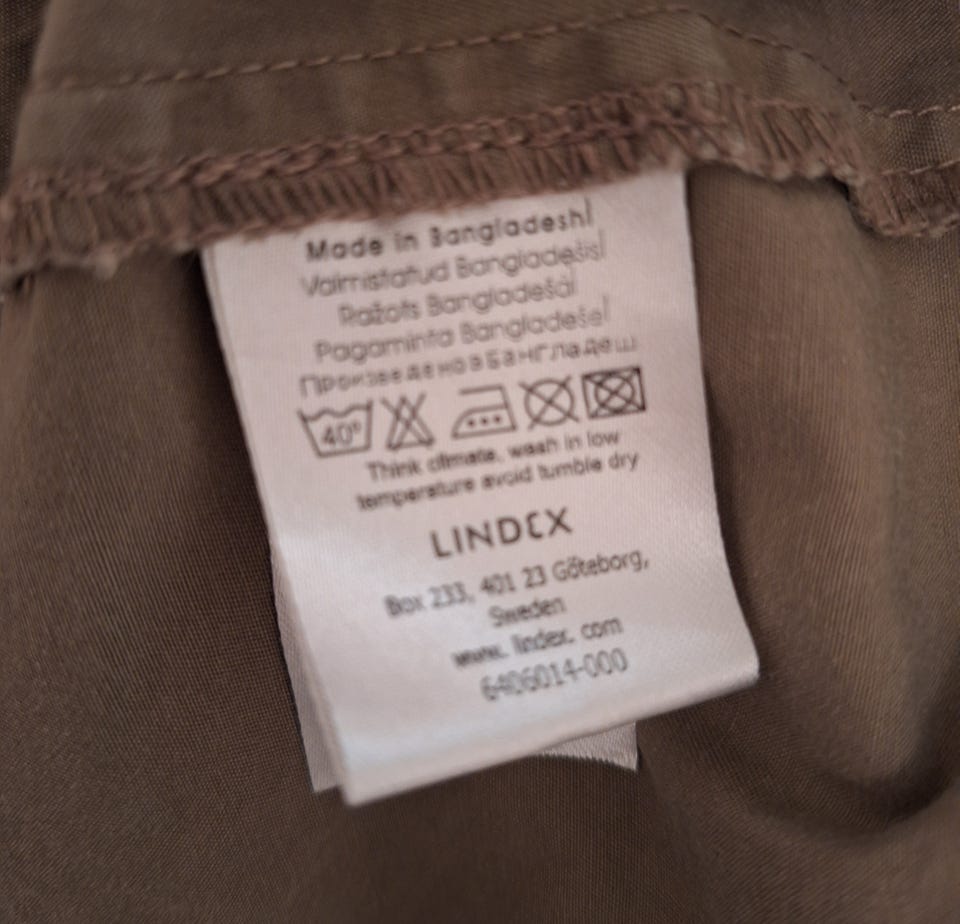 Made in Bangladesh
Valmistatud Bangladešis
Ražots Bangladešā
Pagaminta Bangladeše
Произведено в Бангладеш
40°
Think climate, wash in low
temperature avoid tumble dry
LINDEX
Box 233, 401 23 Göteborg,
Sweden
www. lindex. com
6406014-000